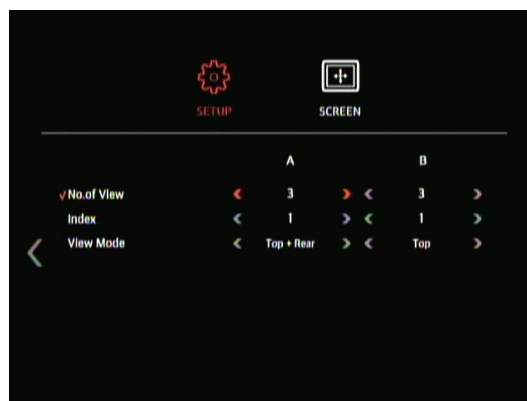 SETUP SCREEN
A B
√No.of View 3 3
Index 1 1
View Mode Top + Rear Top